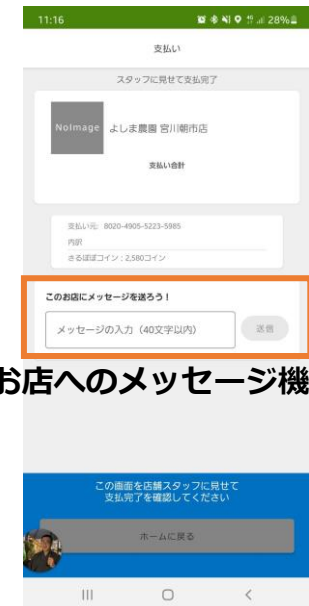 11:16 28%
支払い
スタッフに見せて支払完了
NoImage よしま農園 宮川朝市店
支払い合計
支払い元: 8020-4905-5223-5985
内訳
さるぼぼコイン : 2,580コイン
このお店にメッセージを送ろう！
メッセージの入力（40文字以内） 送信
お店へのメッセージ機
この画面を店舗スタッフに見せて
支払完了を確認してください
ホームに戻る